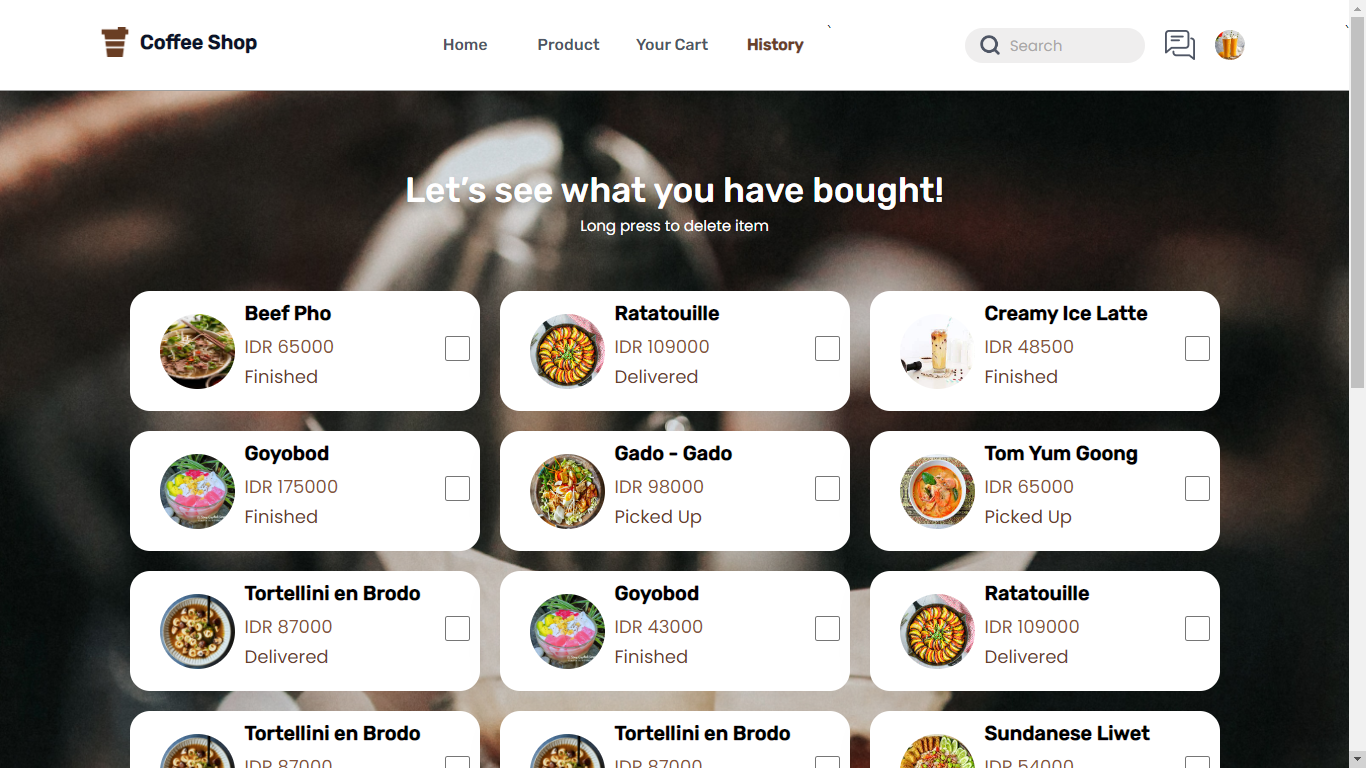 Coffee Shop
Home
Product
Your Cart
History
`
Search
`
Let's see what you have bought!
Long press to delete item
Beef Pho
IDR 65000
Finished
Ratatouille
IDR 109000
Delivered
Creamy Ice Latte
IDR 48500
Finished
Goyobod
IDR 175000
Finished
Gado - Gado
IDR 98000
Picked Up
Tom Yum Goong
IDR 65000
Picked Up
Tortellini en Brodo
IDR 87000
Delivered
Goyobod
IDR 43000
Finished
Ratatouille
IDR 109000
Delivered
Tortellini en Brodo
IDR 87000
Tortellini en Brodo
IDR 87000
Sundanese Liwet
IDR 54000